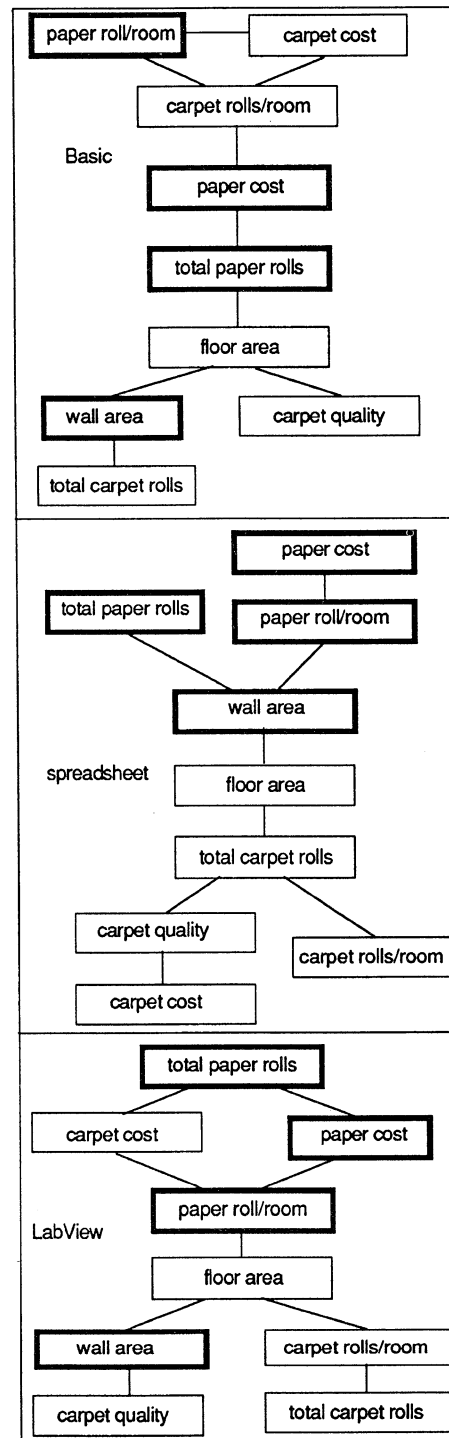 paper roll/room
carpet cost
carpet rolls/room
Basic
paper cost
total paper rolls
floor area
wall area
carpet quality
total carpet rolls
paper cost
total paper rolls
paper roll/room
wall area
spreadsheet
floor area
total carpet rolls
carpet quality
carpet rolls/room
carpet cost
total paper rolls
carpet cost
paper cost
paper roll/room
LabView
floor area
wall area
carpet rolls/room
carpet quality
total carpet rolls